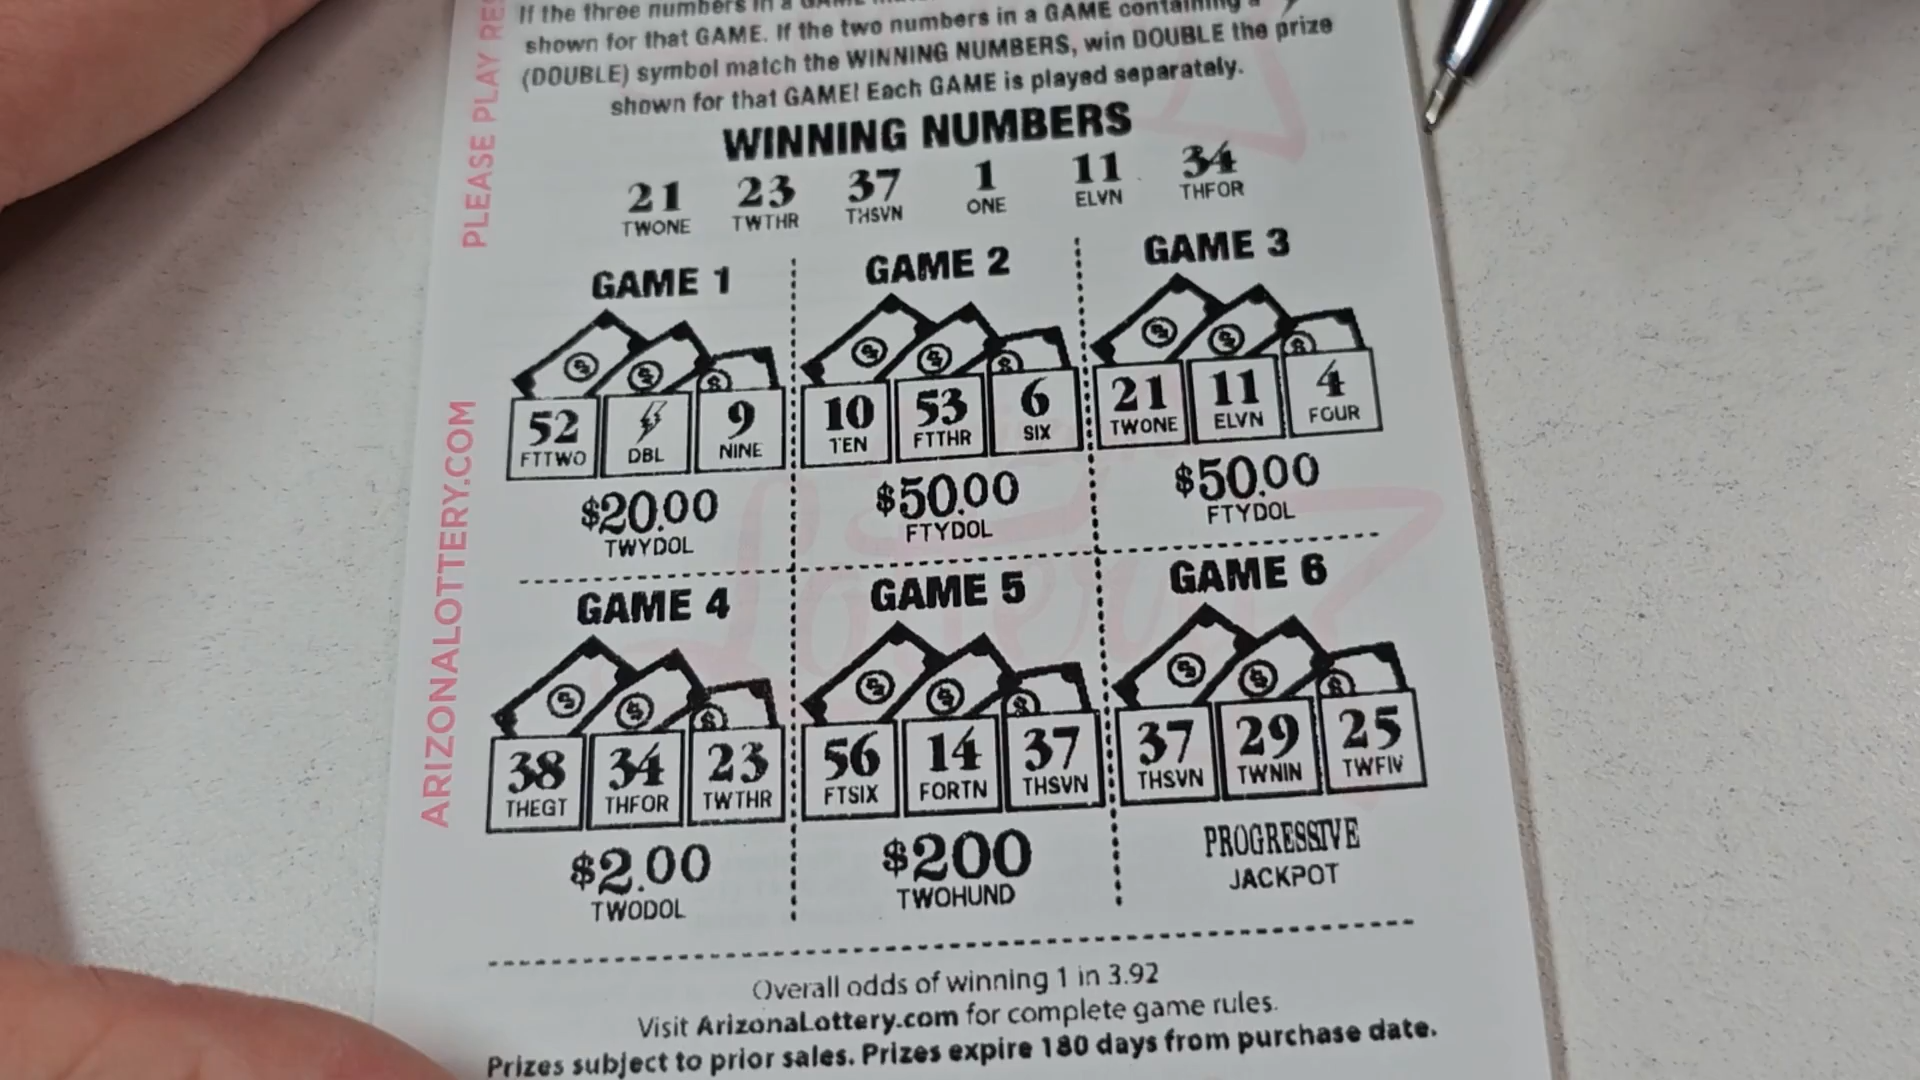 If the three numbers in a GAME
shown for that GAME. If the two numbers in a GAME containing a
(DOUBLE) symbol match the WINNING NUMBERS, win DOUBLE the prize
shown for that GAME! Each GAME is played separately.
WINNING NUMBERS
21 23 37 1 11 34
TWONE TWTHR THSVN ONE ELVN THFOR
GAME 1 GAME 2 GAME 3
52 9 10 53 6 21 11 4
FTTWO DBL NINE TEN FTTHR SIX TWONE ELVN FOUR
$20.00 $50.00 $50.00
TWYDOL FTYDOL FTYDOL
GAME 4 GAME 5 GAME 6
38 34 23 56 14 37 37 29 25
THEGT THFOR TWTHR FTSIX FORTN THSVN THSVN TWNIN TWFIV
$2.00 $200 PROGRESSIVE
TWODOL TWOHUND JACKPOT
Overall odds of winning 1 in 3.92
Visit ArizonaLottery.com for complete game rules.
Prizes subject to prior sales. Prizes expire 180 days from purchase date.
PLEASE PLAY
ARIZONALOTTERY.COM